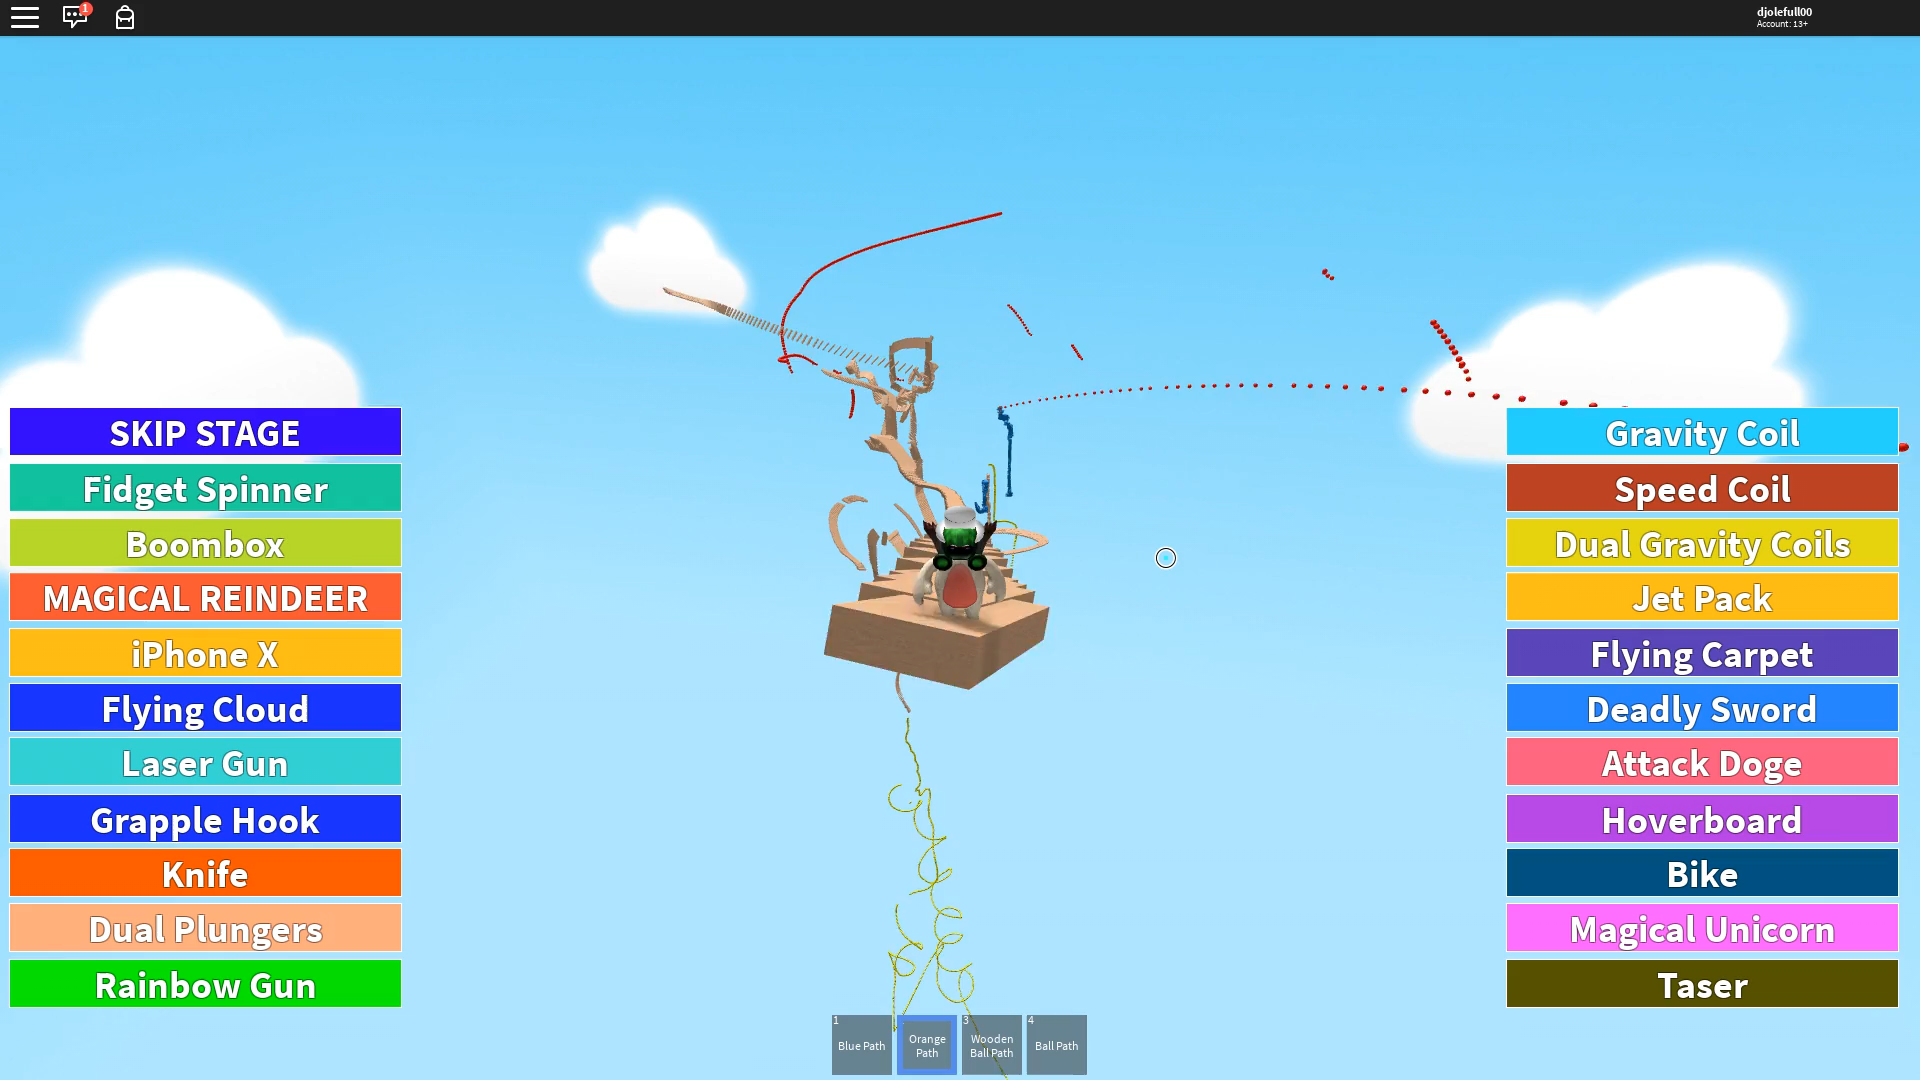 1
djolefull00
Account: 13+
SKIP STAGE
Fidget Spinner
Boombox
MAGICAL REINDEER
iPhone X
Flying Cloud
Laser Gun
Grapple Hook
Knife
Dual Plungers
Rainbow Gun
Gravity Coil
Speed Coil
Dual Gravity Coils
Jet Pack
Flying Carpet
Deadly Sword
Attack Doge
Hoverboard
Bike
Magical Unicorn
Taser
1
Blue Path
Orange
Path
3
Wooden
Ball Path
4
Ball Path